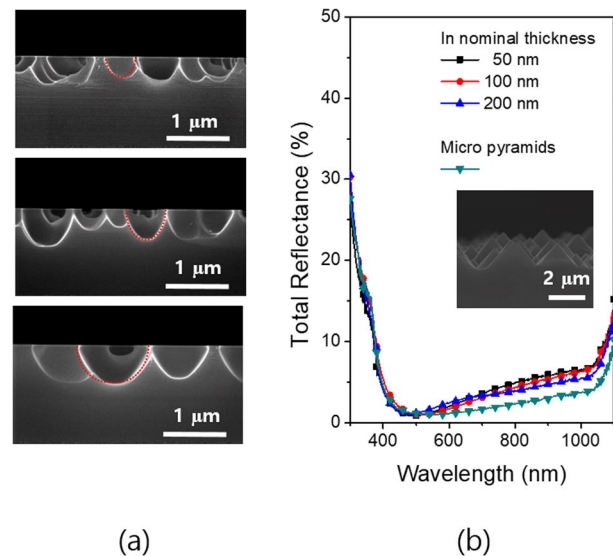 1 μm
1 μm
1 μm
(a)
50
40
30
20
10
0
Total Reflectance (%)
In nominal thickness
50 nm
100 nm
200 nm
Micro pyramids
2 μm
400
600
800
1000
Wavelength (nm)
(b)